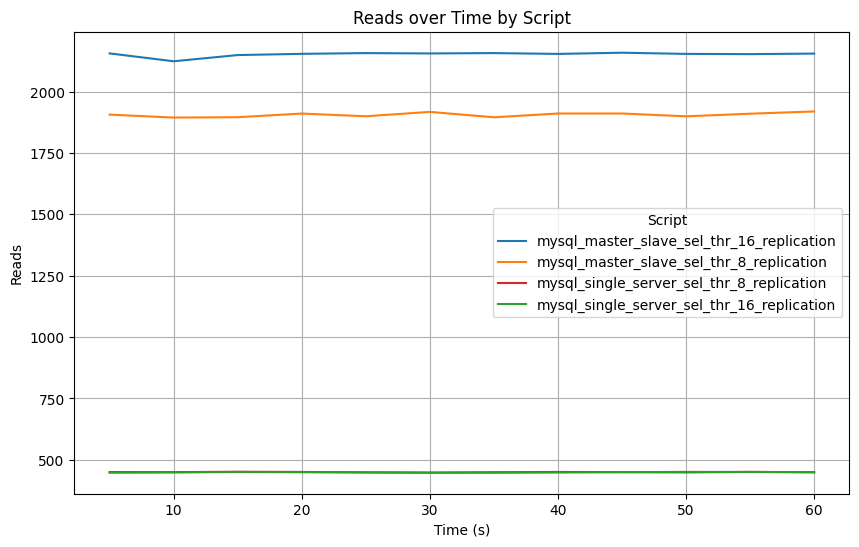 Reads over Time by Script
Reads
2000
1750
1500
1250
1000
750
500
Script
mysql_master_slave_sel_thr_16_replication
mysql_master_slave_sel_thr_8_replication
mysql_single_server_sel_thr_8_replication
mysql_single_server_sel_thr_16_replication
10 20 30 40 50 60
Time (s)